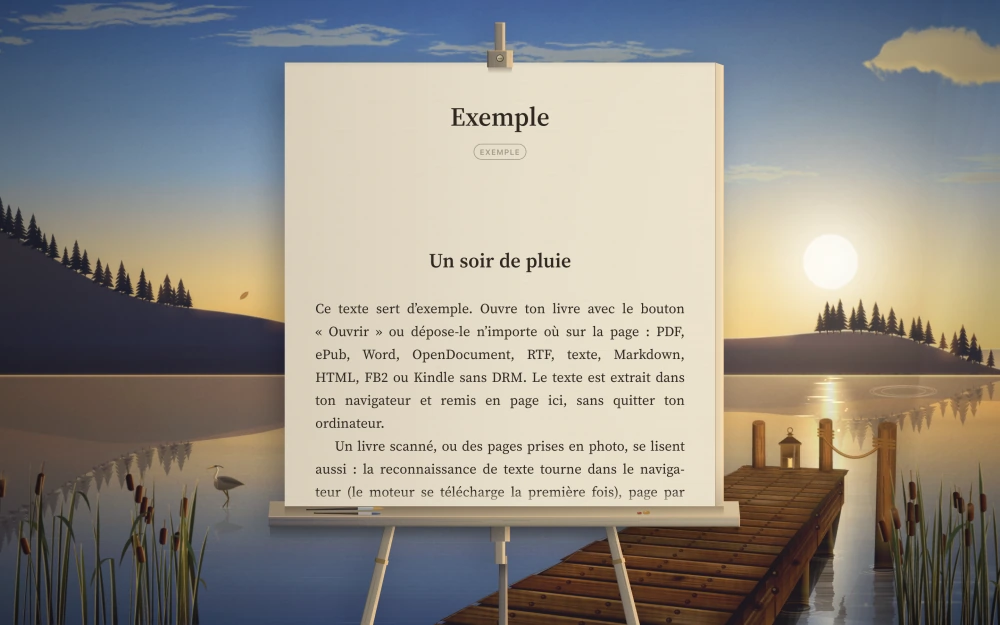 Exemple
EXEMPLE
Un soir de pluie
Ce texte sert d’exemple. Ouvre ton livre avec le bouton
« Ouvrir » ou dépose-le n’importe où sur la page : PDF,
ePub, Word, OpenDocument, RTF, texte, Markdown,
HTML, FB2 ou Kindle sans DRM. Le texte est extrait dans
ton navigateur et remis en page ici, sans quitter ton
ordinateur.
Un livre scanné, ou des pages prises en photo, se lisent
aussi : la reconnaissance de texte tourne dans le naviga-
teur (le moteur se télécharge la première fois), page par